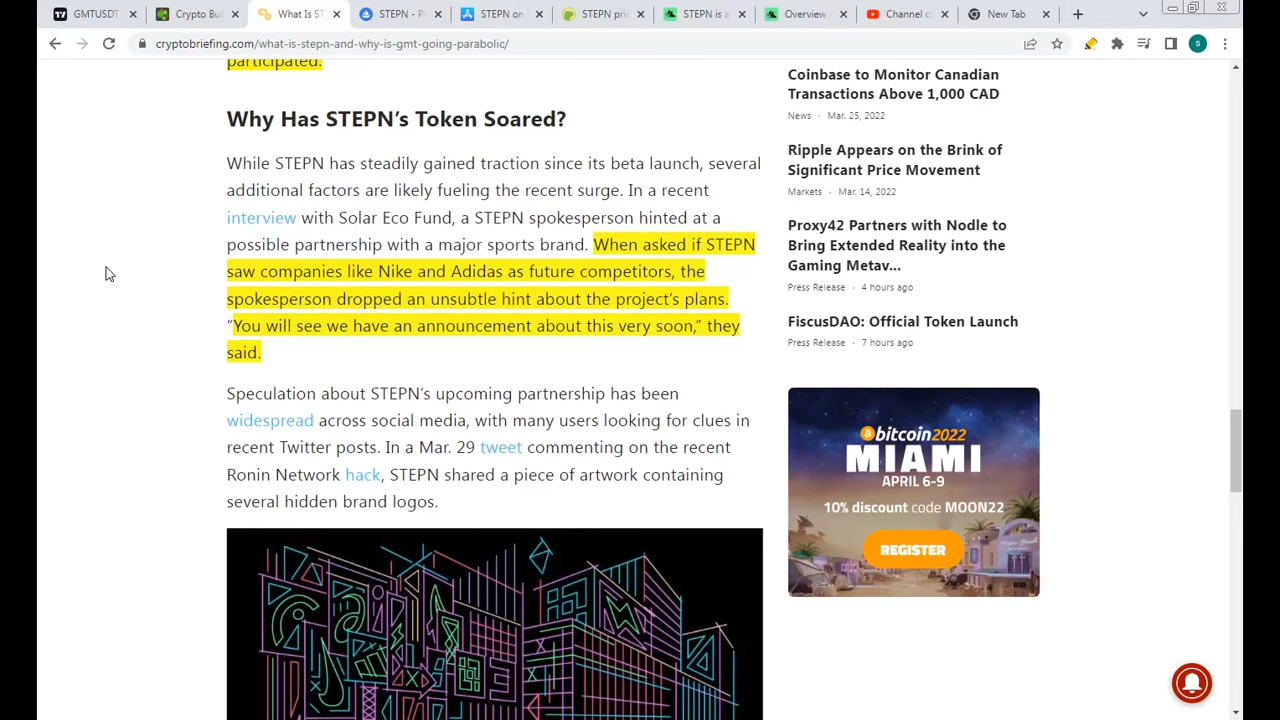 GMTUSDT
Crypto Bu
What Is ST
STEPN - P
STEPN on
STEPN pric
STEPN is a
Overview
Channel co
New Tab
cryptobriefing.com/what-is-stepn-and-why-is-gmt-going-parabolic/
S
participated.
Why Has STEPN’s Token Soared?
While STEPN has steadily gained traction since its beta launch, several
additional factors are likely fueling the recent surge. In a recent
interview with Solar Eco Fund, a STEPN spokesperson hinted at a
possible partnership with a major sports brand. When asked if STEPN
saw companies like Nike and Adidas as future competitors, the
spokesperson dropped an unsubtle hint about the project’s plans.
“You will see we have an announcement about this very soon,” they
said.
Speculation about STEPN’s upcoming partnership has been
widespread across social media, with many users looking for clues in
recent Twitter posts. In a Mar. 29 tweet commenting on the recent
Ronin Network hack, STEPN shared a piece of artwork containing
several hidden brand logos.
Coinbase to Monitor Canadian
Transactions Above 1,000 CAD
News · Mar. 25, 2022
Ripple Appears on the Brink of
Significant Price Movement
Markets · Mar. 14, 2022
Proxy42 Partners with Nodle to
Bring Extended Reality into the
Gaming Metav...
Press Release · 4 hours ago
FiscusDAO: Official Token Launch
Press Release · 7 hours ago
bitcoin2022
MIAMI
APRIL 6-9
10% discount code MOON22
REGISTER